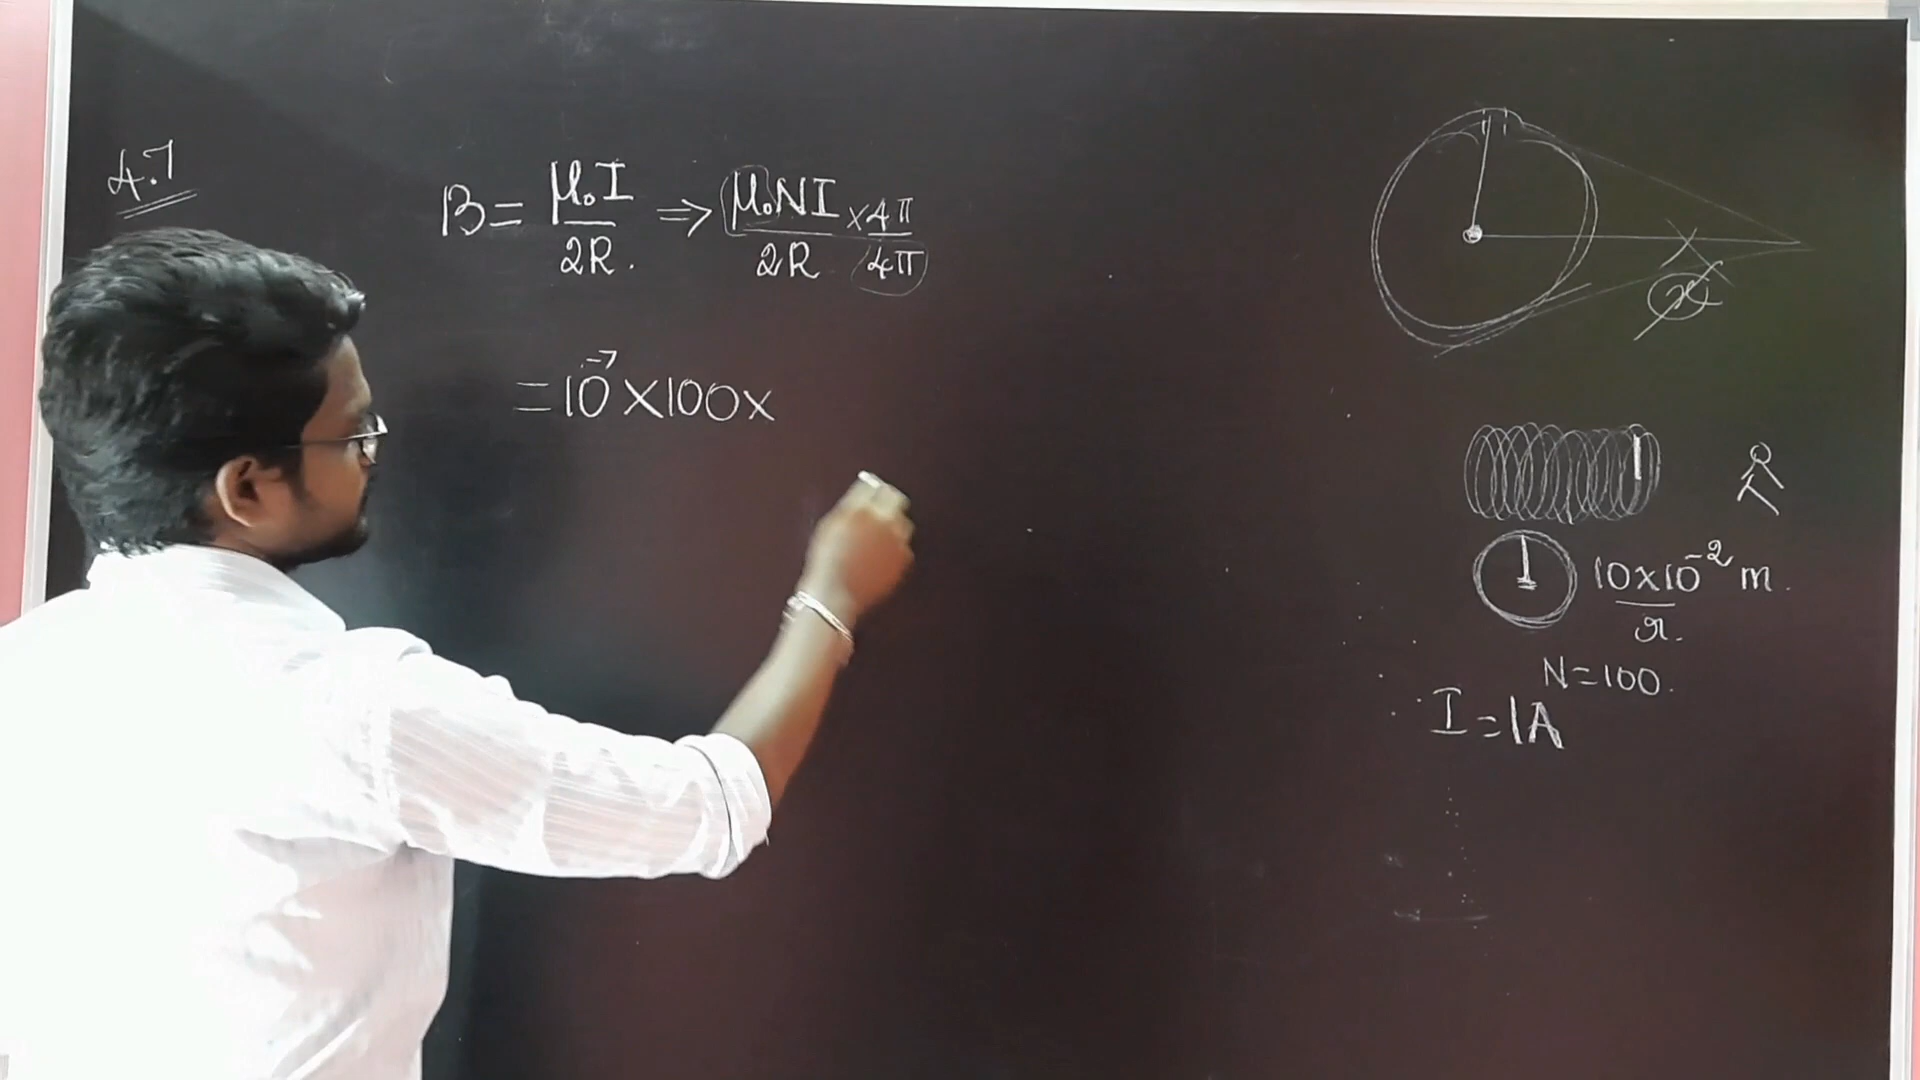 4.7
B = μ₀I / 2R ⇒ μ₀NI / 2R × 4π / 4π
= 10⁻⁷ × 100 ×
x
10×10⁻² m.
r.
N = 100.
I = 1A